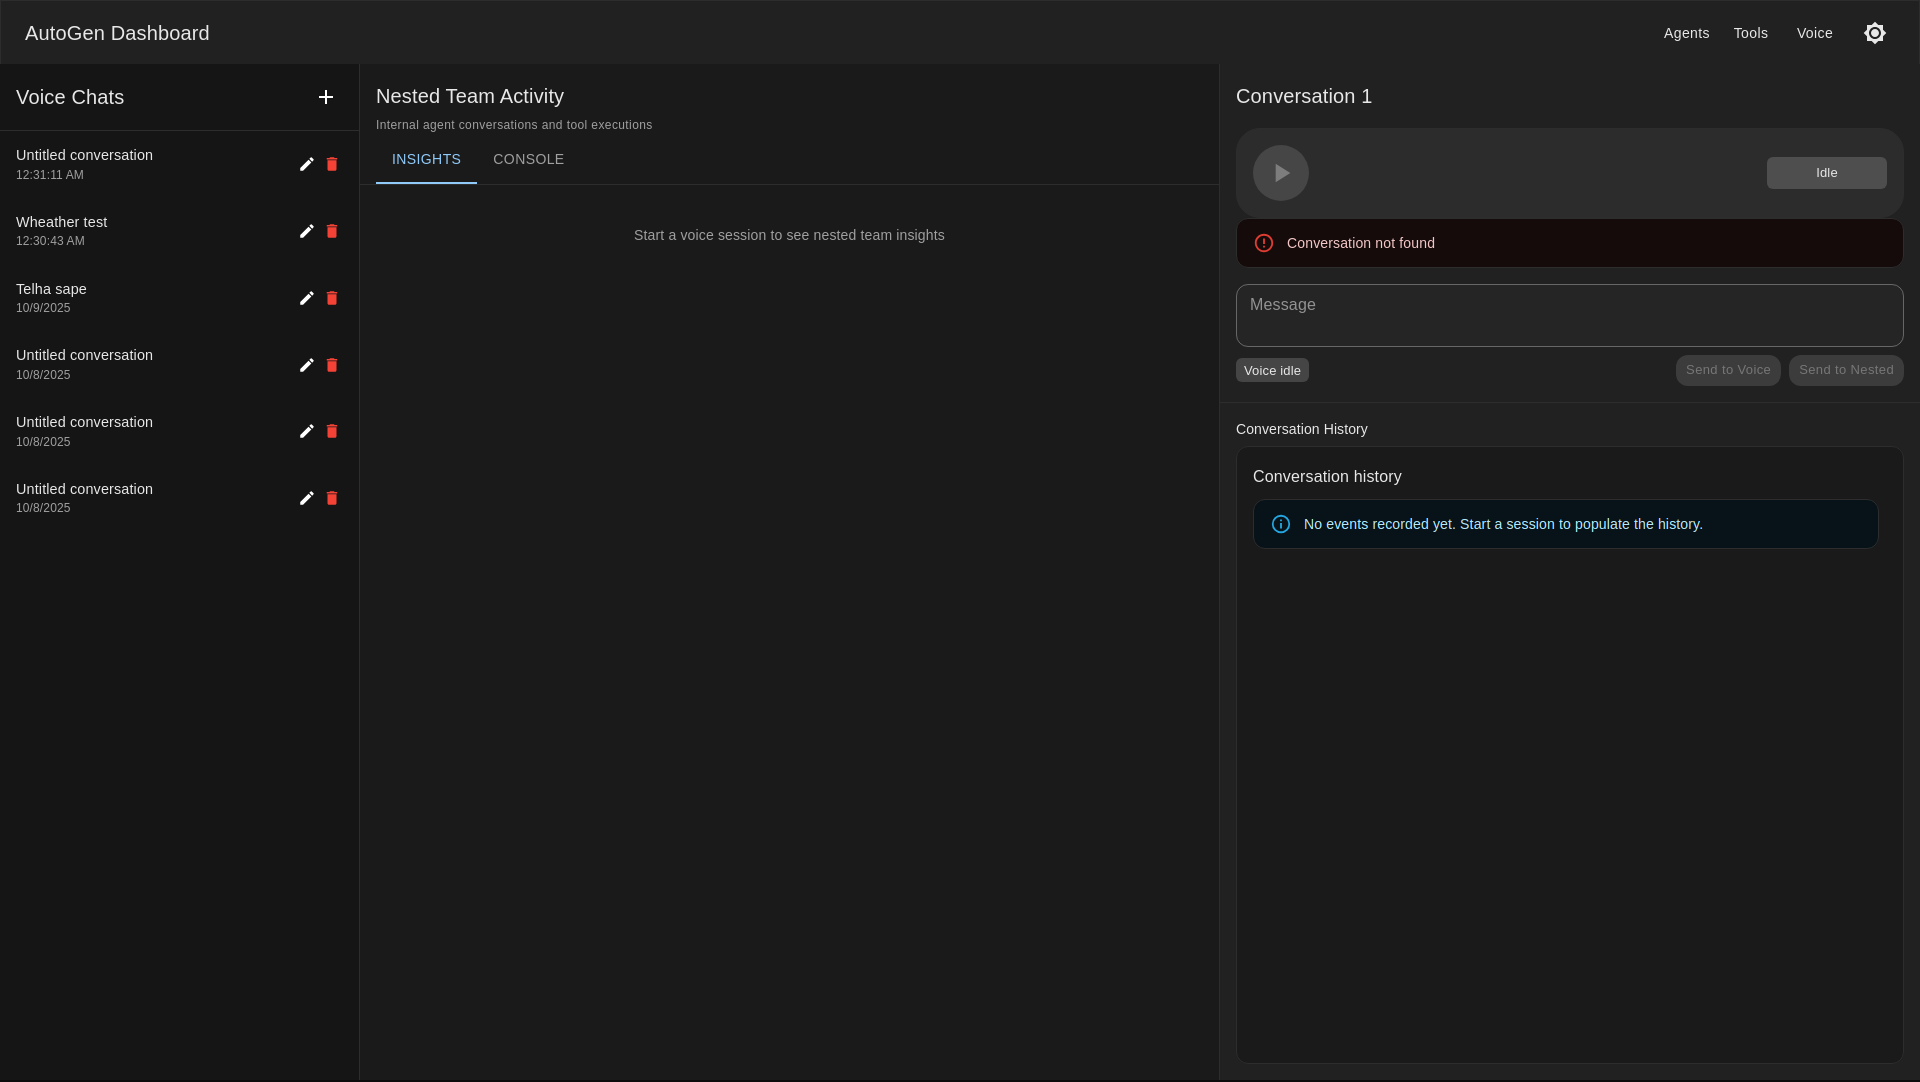 AutoGen Dashboard
Agents
Tools
Voice
Voice Chats
Untitled conversation
12:31:11 AM
Wheather test
12:30:43 AM
Telha sape
10/9/2025
Untitled conversation
10/8/2025
Untitled conversation
10/8/2025
Untitled conversation
10/8/2025
Nested Team Activity
Internal agent conversations and tool executions
INSIGHTS
CONSOLE
Start a voice session to see nested team insights
Conversation 1
Idle
Conversation not found
Message
Voice idle
Send to Voice
Send to Nested
Conversation History
Conversation history
No events recorded yet. Start a session to populate the history.